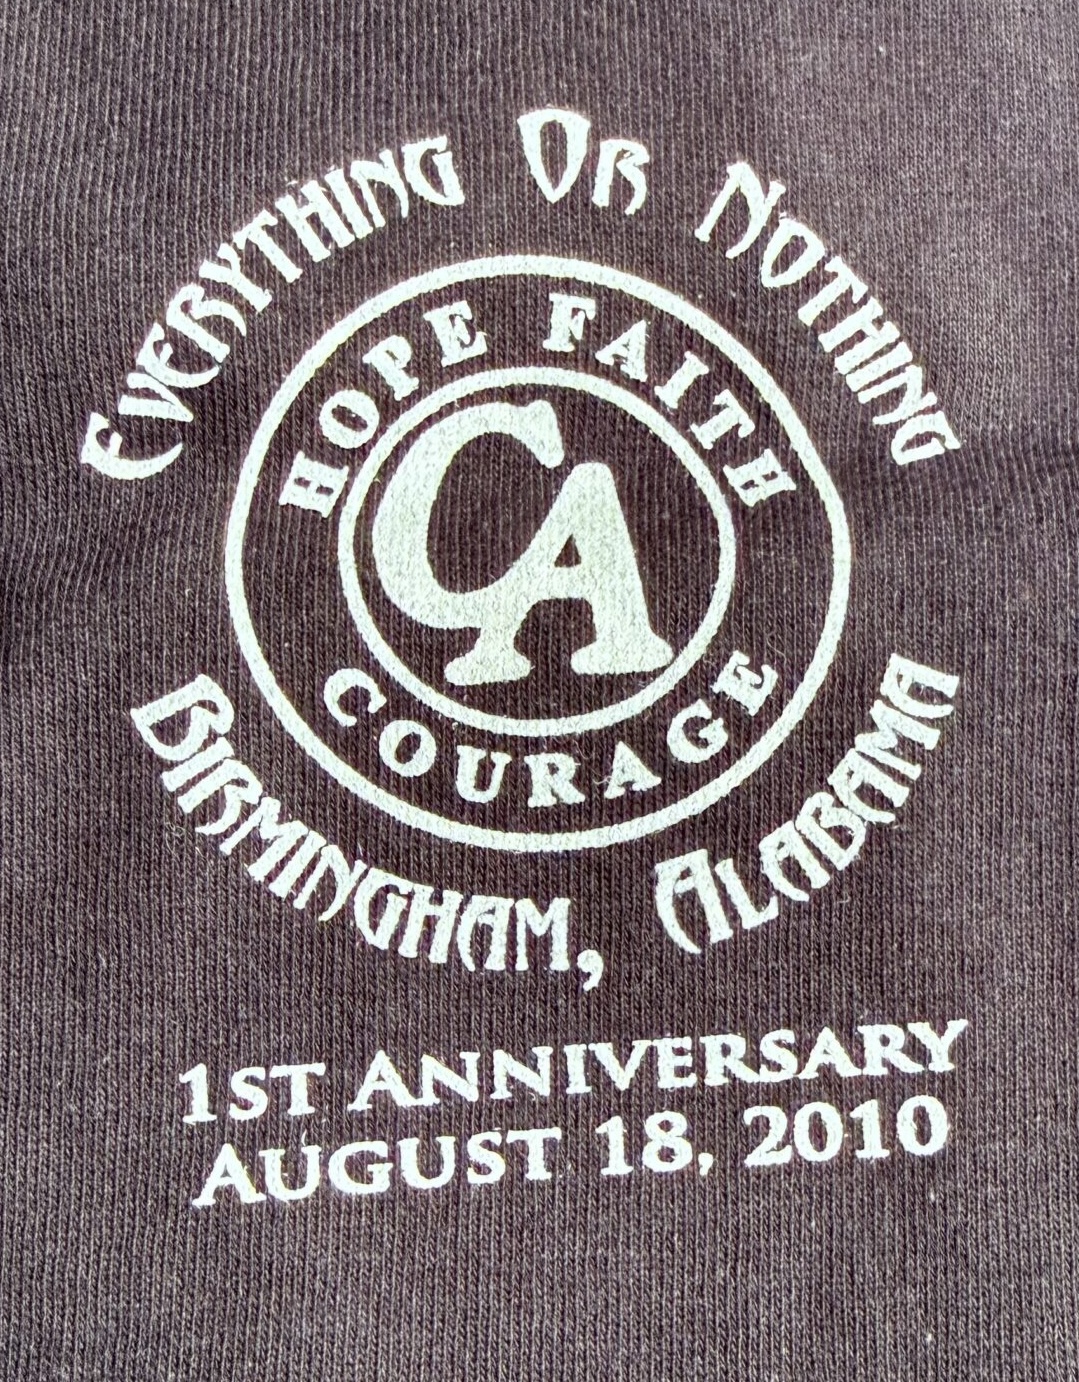 Everything Or Nothing
HOPE FAITH
CA
COURAGE
Birmingham, Alabama
1ST ANNIVERSARY
AUGUST 18, 2010